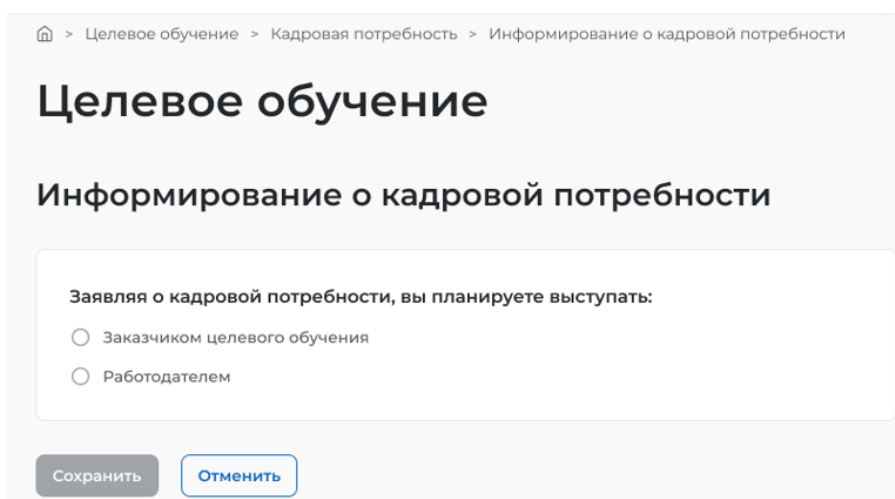 > Целевое обучение > Кадровая потребность > Информирование о кадровой потребности
Целевое обучение
Информирование о кадровой потребности
Заявляя о кадровой потребности, вы планируете выступать:
Заказчиком целевого обучения
Работодателем
Сохранить Отменить